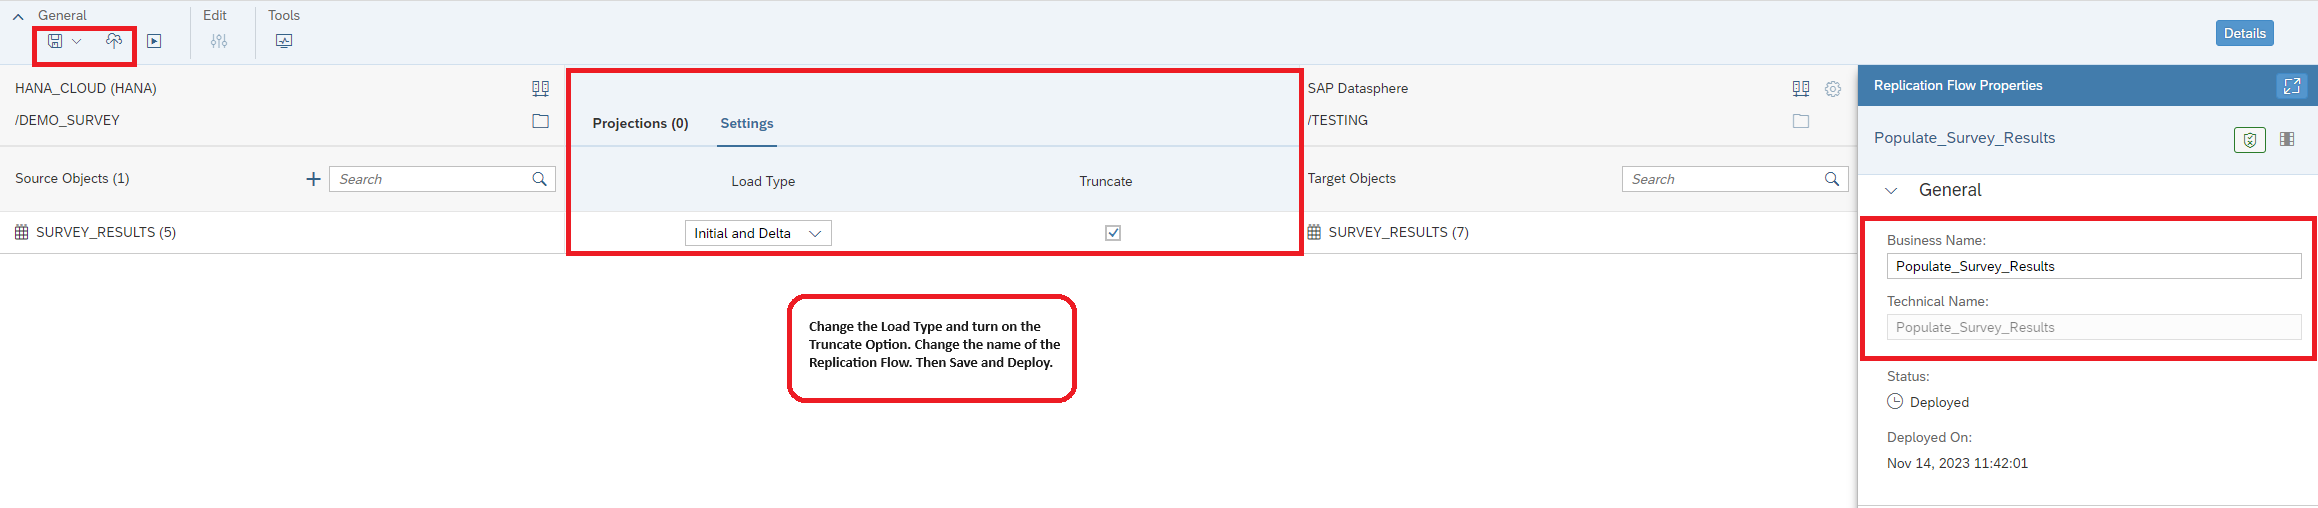 General
Edit
Tools
Details
HANA_CLOUD (HANA)
/DEMO_SURVEY
Projections (0)
Settings
SAP Datasphere
/TESTING
Replication Flow Properties
Populate_Survey_Results
Source Objects (1)
Search
Load Type
Truncate
Target Objects
Search
General
SURVEY_RESULTS (5)
Initial and Delta
SURVEY_RESULTS (7)
Business Name:
Populate_Survey_Results
Technical Name:
Populate_Survey_Results
Change the Load Type and turn on the
Truncate Option. Change the name of the
Replication Flow. Then Save and Deploy.
Status:
Deployed
Deployed On:
Nov 14, 2023 11:42:01